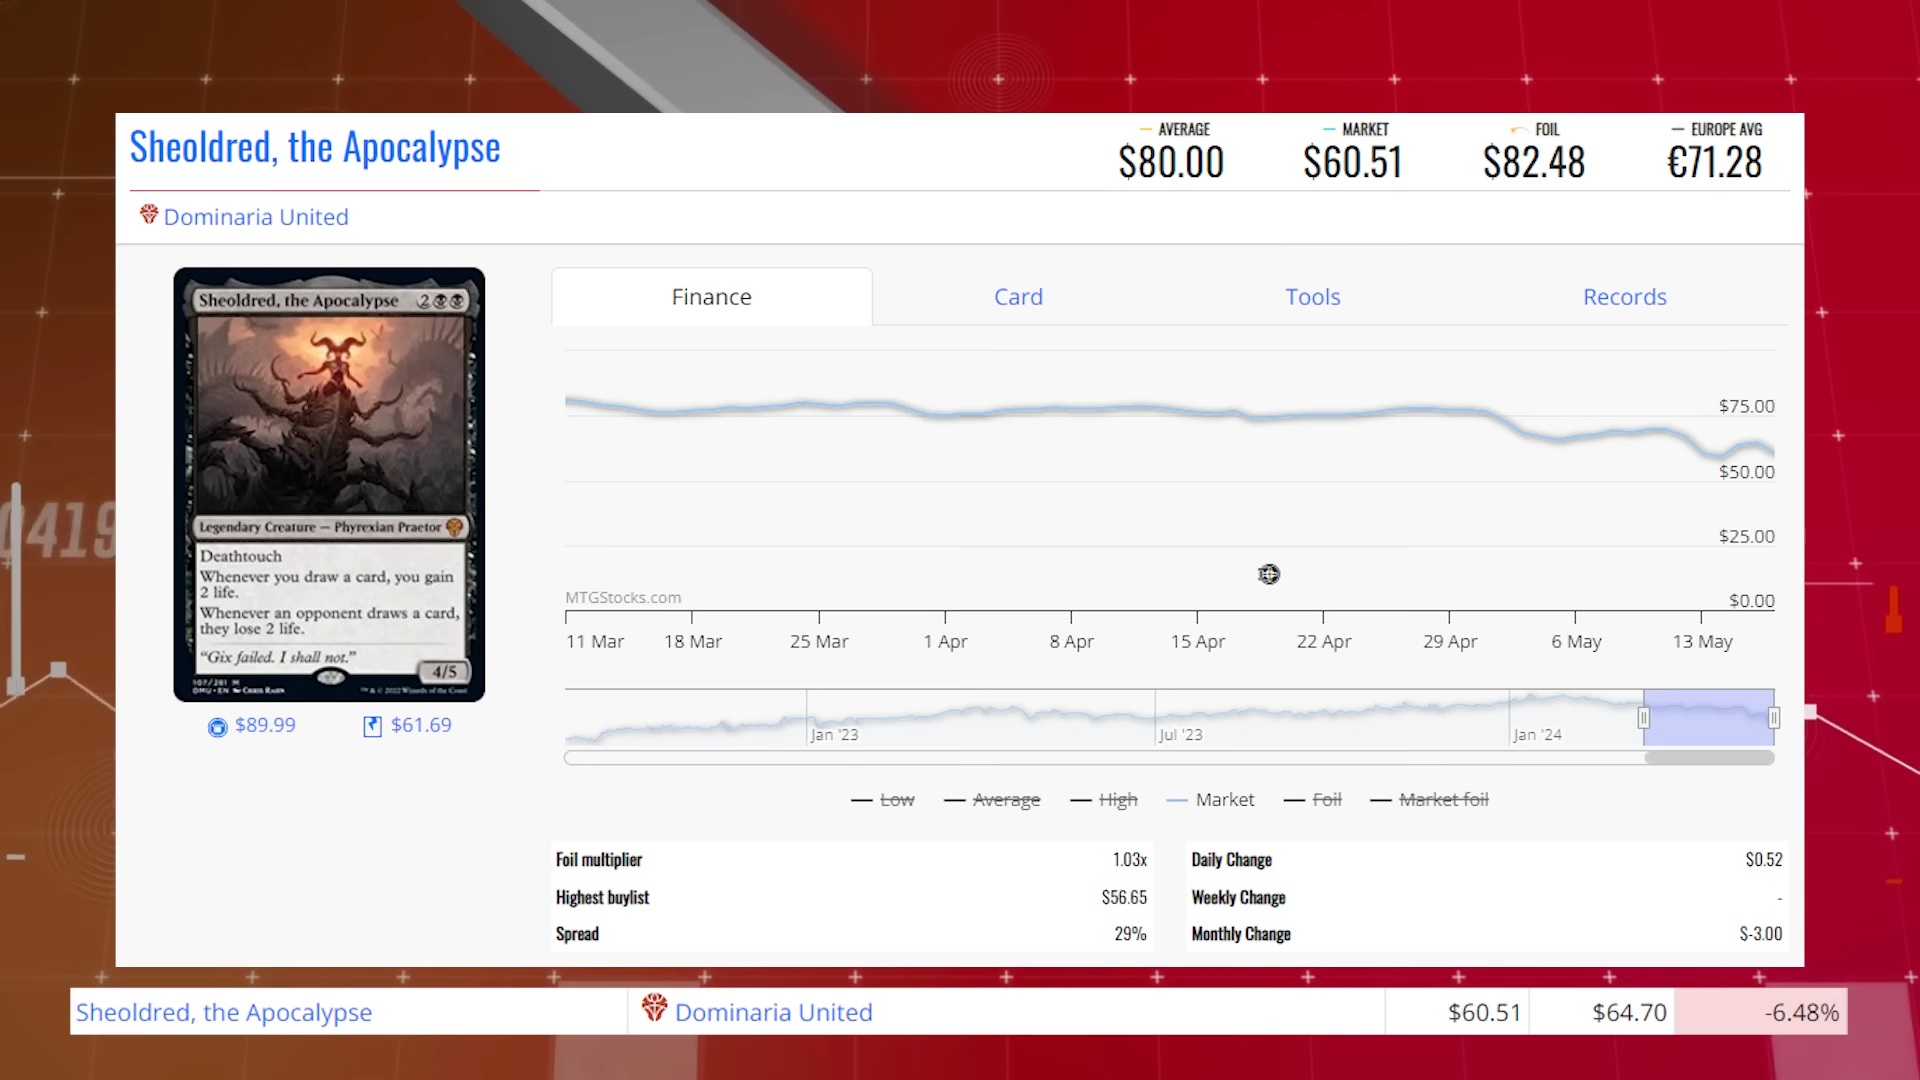 Sheoldred, the Apocalypse
AVERAGE
$80.00
MARKET
$60.51
FOIL
$82.48
EUROPE AVG
€71.28
Dominaria United
Sheoldred, the Apocalypse 2
Legendary Creature — Phyrexian Praetor
Deathtouch
Whenever you draw a card, you gain
2 life.
Whenever an opponent draws a card,
they lose 2 life.
“Gix failed. I shall not.”
4/5
107/281 M
DMU • EN
$89.99
$61.69
Finance
Card
Tools
Records
$75.00
$50.00
$25.00
$0.00
MTGStocks.com
11 Mar
18 Mar
25 Mar
1 Apr
8 Apr
15 Apr
22 Apr
29 Apr
6 May
13 May
Jan '23
Jul '23
Jan '24
Low
Average
High
Market
Foil
Market foil
Foil multiplier 1.03x
Highest buylist $56.65
Spread 29%
Daily Change $0.52
Weekly Change -
Monthly Change $-3.00
0419
Sheoldred, the Apocalypse Dominaria United $60.51 $64.70 -6.48%